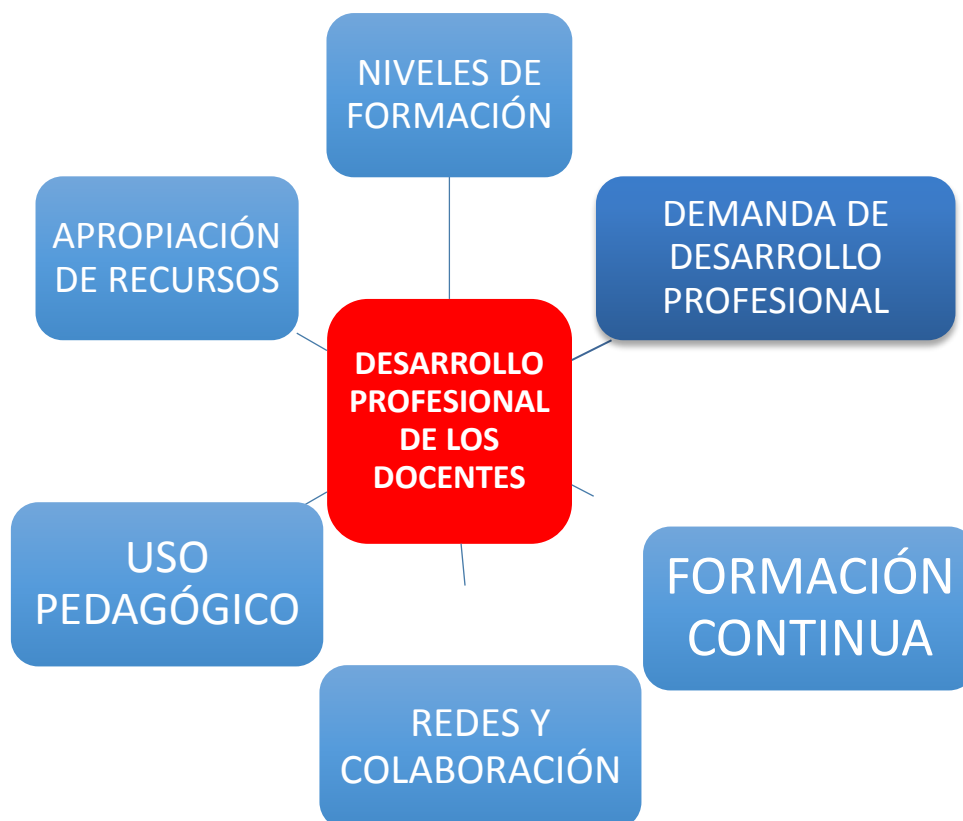 NIVELES DE
FORMACIÓN
APROPIACIÓN
DE RECURSOS
DEMANDA DE
DESARROLLO
PROFESIONAL
DESARROLLO
PROFESIONAL
DE LOS
DOCENTES
USO
PEDAGÓGICO
FORMACIÓN
CONTINUA
REDES Y
COLABORACIÓN